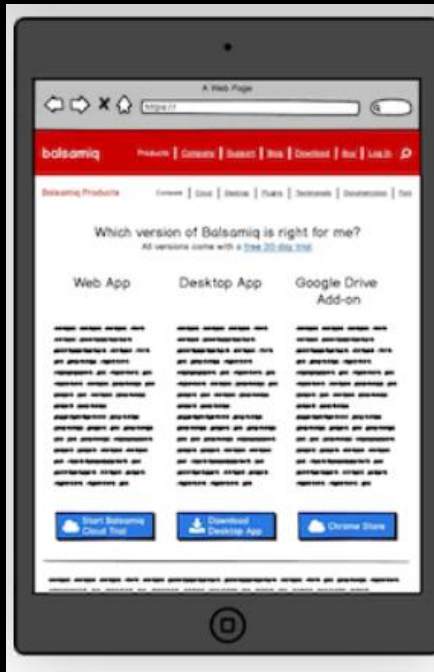 A Web Page
https://
balsamiq Products | Company | Support | Blog | Download | Buy | Log In
Balsamiq Products Compare | Cloud | Desktop | Plugins | Testimonials | Documentation |
Which version of Balsamiq is right for me?
All versions come with a free 30-day trial
Web App
Desktop App
Google Drive
Add-on
Start Balsamiq
Cloud Trial
Download
Desktop App
Chrome Store